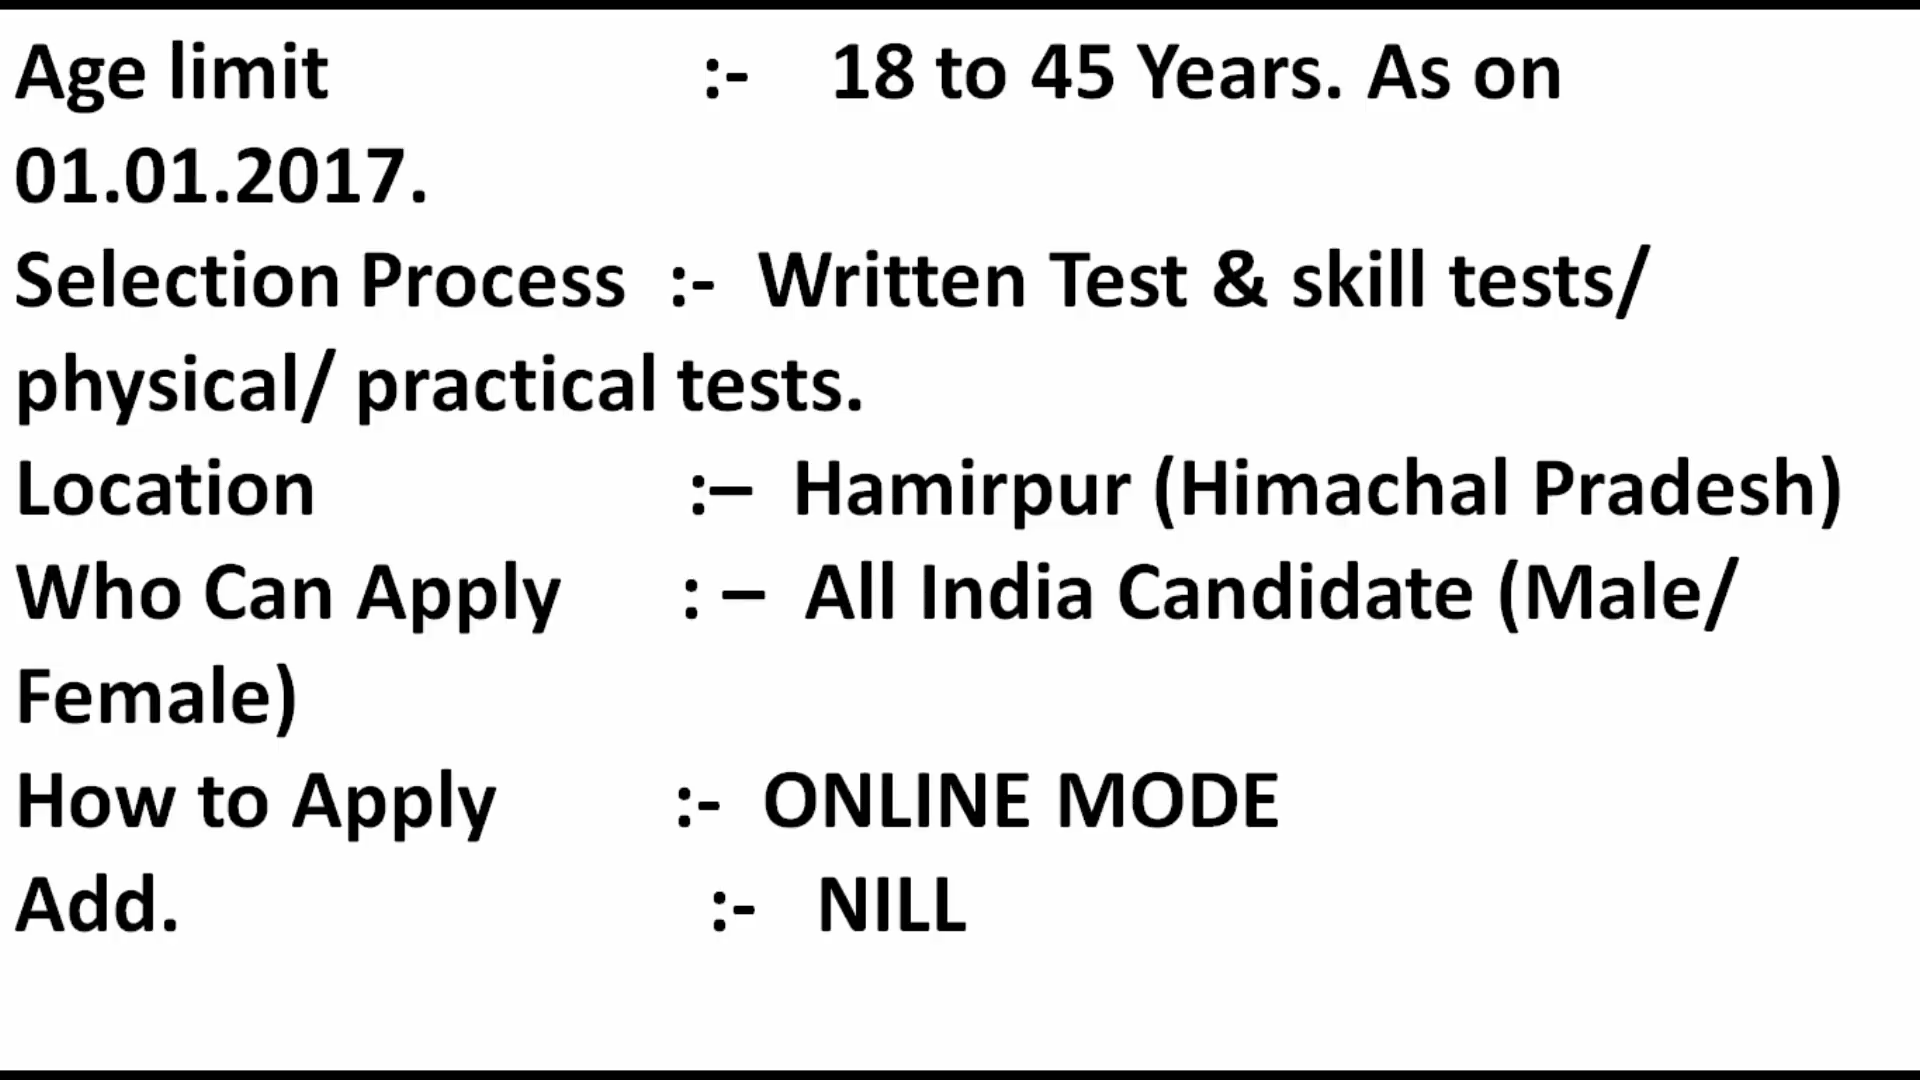 Age limit :- 18 to 45 Years. As on
01.01.2017.
Selection Process :- Written Test & skill tests/
physical/ practical tests.
Location :– Hamirpur (Himachal Pradesh)
Who Can Apply : – All India Candidate (Male/
Female)
How to Apply :- ONLINE MODE
Add. :- NILL